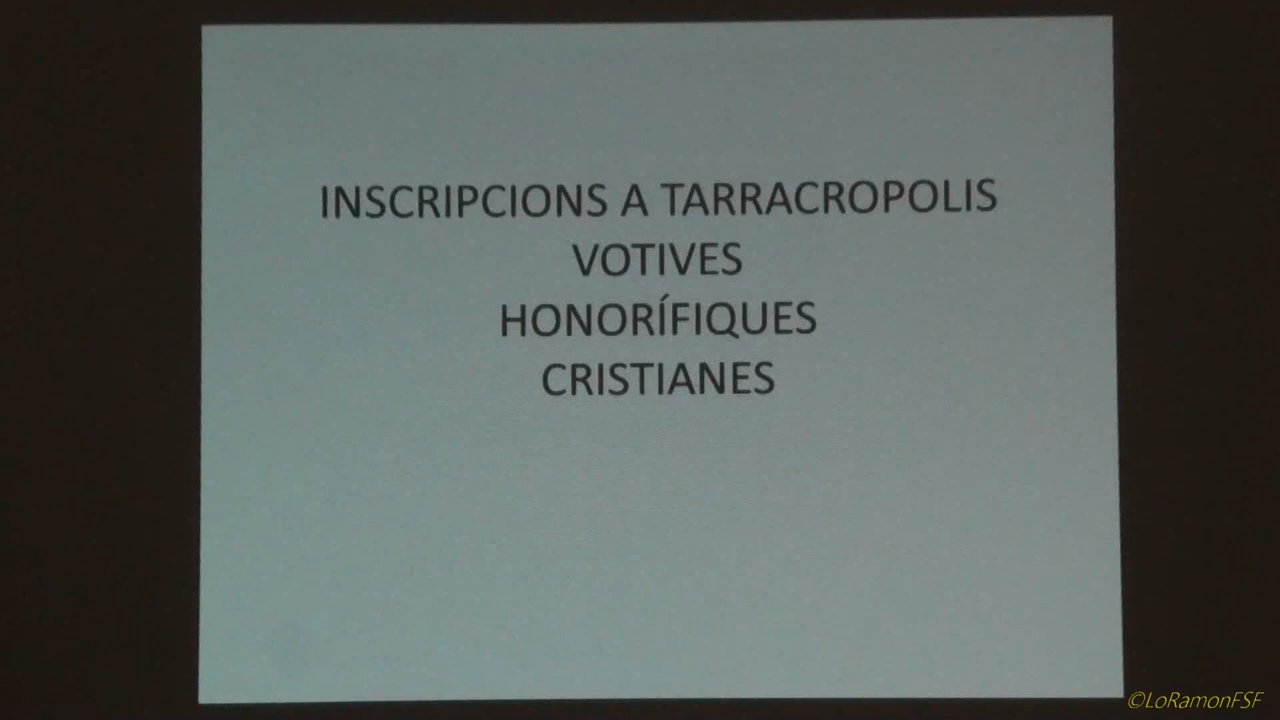 INSCRIPCIONS A TARRACROPOLIS
VOTIVES
HONORÍFIQUES
CRISTIANES
©LoRamonFSF